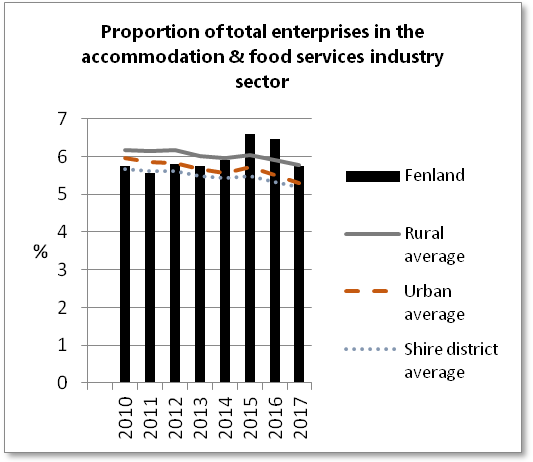 Proportion of total enterprises in the
accommodation & food services industry
sector
7
6
5
4
3
2
1
0
%
2010
2011
2012
2013
2014
2015
2016
2017
Fenland
Rural
average
Urban
average
Shire district
average